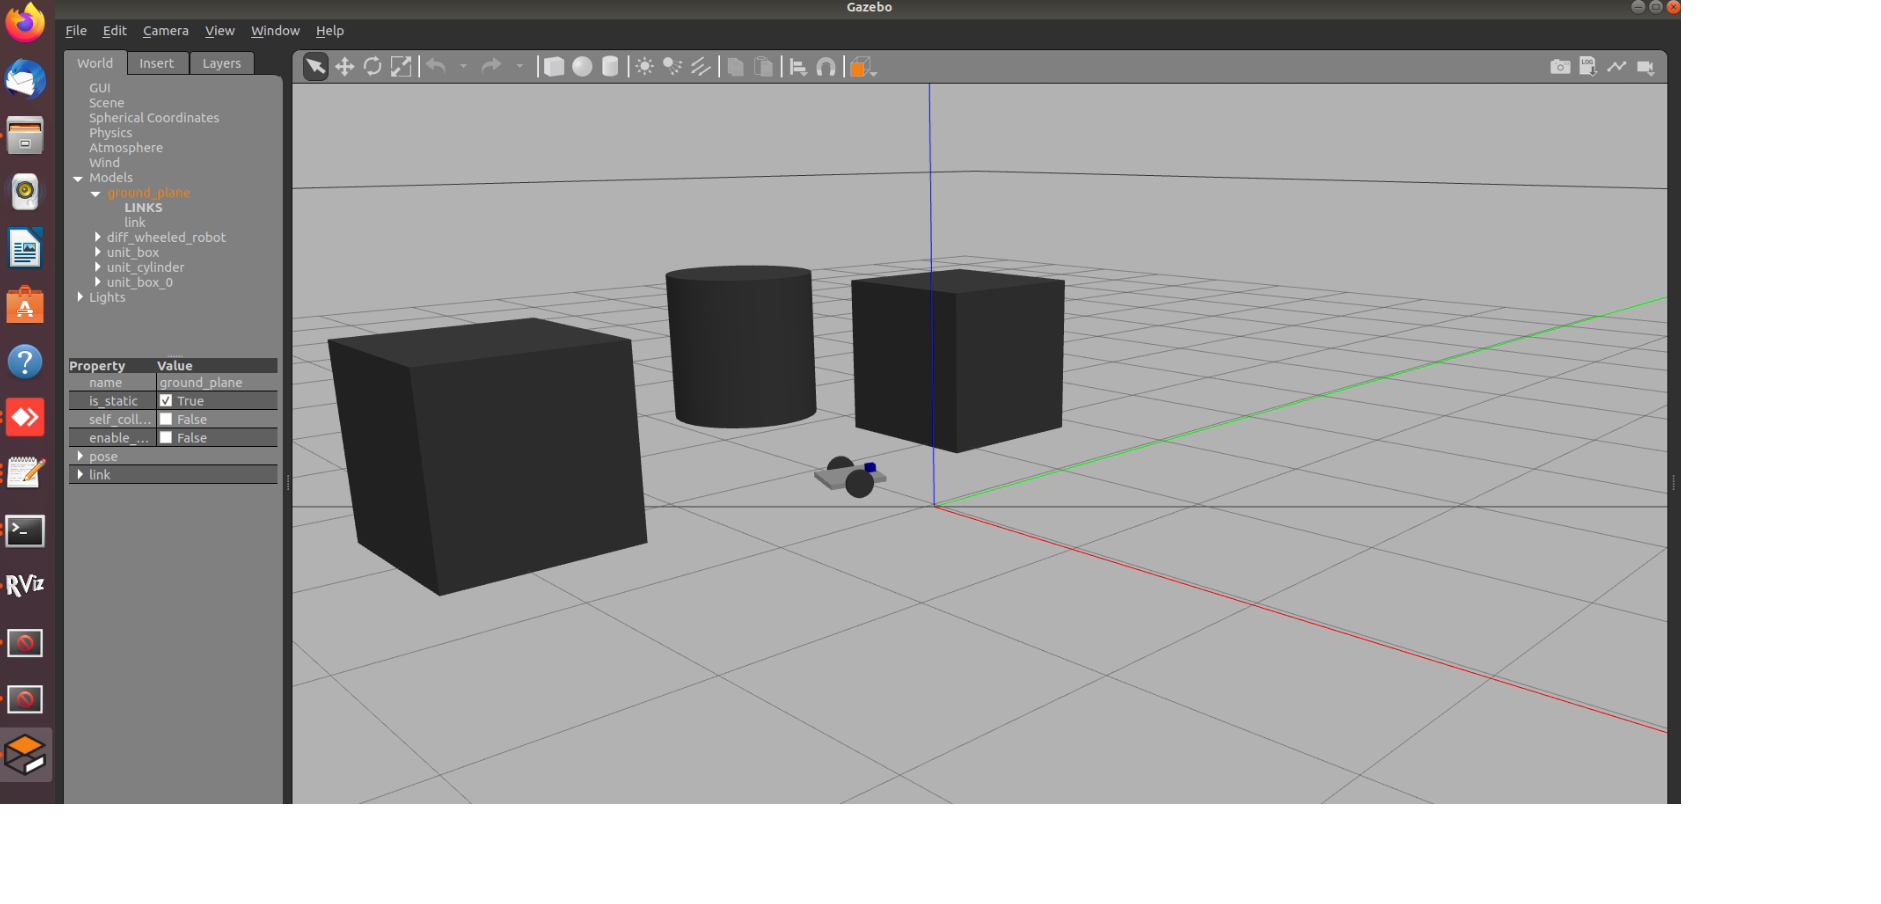 Gazebo
File Edit Camera View Window Help
World Insert Layers
GUI
Scene
Spherical Coordinates
Physics
Atmosphere
Wind
Models
ground_plane
LINKS
link
diff_wheeled_robot
unit_box
unit_cylinder
unit_box_0
Lights
Property Value
name ground_plane
is_static True
self_coll... False
enable_... False
pose
link
LOG
RViz